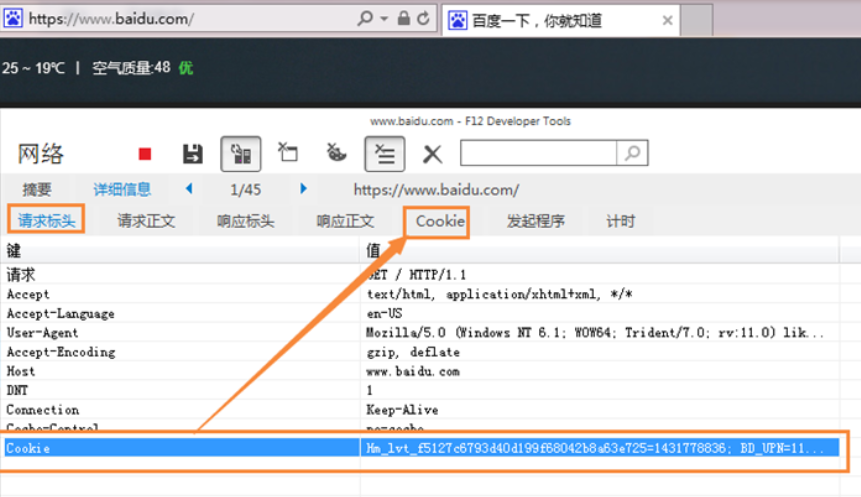 https://www.baidu.com/
百度一下，你就知道
25 ~ 19℃ | 空气质量:48 优
www.baidu.com - F12 Developer Tools
网络
摘要 详细信息 1/45 https://www.baidu.com/
请求标头 请求正文 响应标头 响应正文 Cookie 发起程序 计时
键 值
请求 GET / HTTP/1.1
Accept text/html, application/xhtml+xml, */*
Accept-Language en-US
User-Agent Mozilla/5.0 (Windows NT 6.1; WOW64; Trident/7.0; rv:11.0) lik...
Accept-Encoding gzip, deflate
Host www.baidu.com
DNT 1
Connection Keep-Alive
Cache-Control no-cache
Cookie Hm_lvt_f5127c6793d40d199f68042b8a63e725=1431778836; BD_UPN=11...